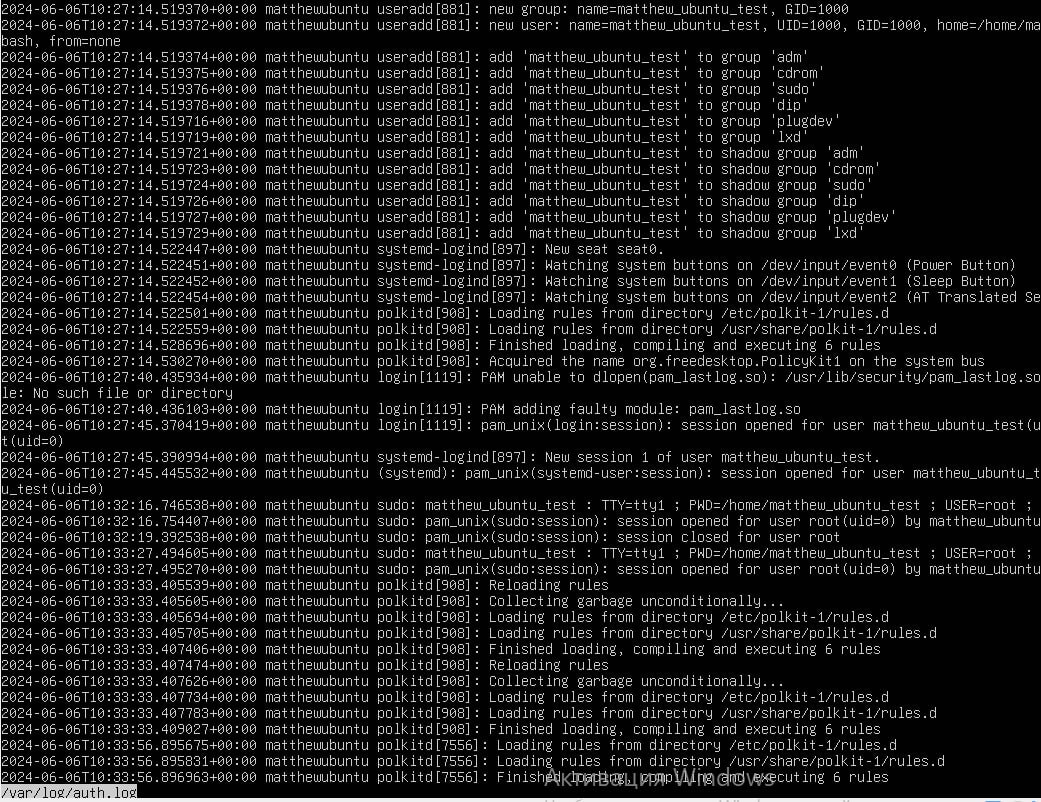 2024-06-06T10:27:14.519370+00:00 matthewubuntu useradd[881]: new group: name=matthew_ubuntu_test, GID=1000
2024-06-06T10:27:14.519372+00:00 matthewubuntu useradd[881]: new user: name=matthew_ubuntu_test, UID=1000, GID=1000, home=/home/ma
bash, from=none
2024-06-06T10:27:14.519374+00:00 matthewubuntu useradd[881]: add 'matthew_ubuntu_test' to group 'adm'
2024-06-06T10:27:14.519375+00:00 matthewubuntu useradd[881]: add 'matthew_ubuntu_test' to group 'cdrom'
2024-06-06T10:27:14.519376+00:00 matthewubuntu useradd[881]: add 'matthew_ubuntu_test' to group 'sudo'
2024-06-06T10:27:14.519378+00:00 matthewubuntu useradd[881]: add 'matthew_ubuntu_test' to group 'dip'
2024-06-06T10:27:14.519716+00:00 matthewubuntu useradd[881]: add 'matthew_ubuntu_test' to group 'plugdev'
2024-06-06T10:27:14.519719+00:00 matthewubuntu useradd[881]: add 'matthew_ubuntu_test' to group 'lxd'
2024-06-06T10:27:14.519721+00:00 matthewubuntu useradd[881]: add 'matthew_ubuntu_test' to shadow group 'adm'
2024-06-06T10:27:14.519723+00:00 matthewubuntu useradd[881]: add 'matthew_ubuntu_test' to shadow group 'cdrom'
2024-06-06T10:27:14.519724+00:00 matthewubuntu useradd[881]: add 'matthew_ubuntu_test' to shadow group 'sudo'
2024-06-06T10:27:14.519726+00:00 matthewubuntu useradd[881]: add 'matthew_ubuntu_test' to shadow group 'dip'
2024-06-06T10:27:14.519727+00:00 matthewubuntu useradd[881]: add 'matthew_ubuntu_test' to shadow group 'plugdev'
2024-06-06T10:27:14.519729+00:00 matthewubuntu useradd[881]: add 'matthew_ubuntu_test' to shadow group 'lxd'
2024-06-06T10:27:14.522447+00:00 matthewubuntu systemd-logind[897]: New seat seat0.
2024-06-06T10:27:14.522451+00:00 matthewubuntu systemd-logind[897]: Watching system buttons on /dev/input/event0 (Power Button)
2024-06-06T10:27:14.522452+00:00 matthewubuntu systemd-logind[897]: Watching system buttons on /dev/input/event1 (Sleep Button)
2024-06-06T10:27:14.522454+00:00 matthewubuntu systemd-logind[897]: Watching system buttons on /dev/input/event2 (AT Translated Se
2024-06-06T10:27:14.522501+00:00 matthewubuntu polkitd[908]: Loading rules from directory /etc/polkit-1/rules.d
2024-06-06T10:27:14.522559+00:00 matthewubuntu polkitd[908]: Loading rules from directory /usr/share/polkit-1/rules.d
2024-06-06T10:27:14.528696+00:00 matthewubuntu polkitd[908]: Finished loading, compiling and executing 6 rules
2024-06-06T10:27:14.530270+00:00 matthewubuntu polkitd[908]: Acquired the name org.freedesktop.PolicyKit1 on the system bus
2024-06-06T10:27:40.435934+00:00 matthewubuntu login[1119]: PAM unable to dlopen(pam_lastlog.so): /usr/lib/security/pam_lastlog.so
le: No such file or directory
2024-06-06T10:27:40.436103+00:00 matthewubuntu login[1119]: PAM adding faulty module: pam_lastlog.so
2024-06-06T10:27:45.370419+00:00 matthewubuntu login[1119]: pam_unix(login:session): session opened for user matthew_ubuntu_test(u
t(uid=0)
2024-06-06T10:27:45.390994+00:00 matthewubuntu systemd-logind[897]: New session 1 of user matthew_ubuntu_test.
2024-06-06T10:27:45.445532+00:00 matthewubuntu (systemd): pam_unix(systemd-user:session): session opened for user matthew_ubuntu_t
u_test(uid=0)
2024-06-06T10:32:16.746538+00:00 matthewubuntu sudo: matthew_ubuntu_test : TTY=tty1 ; PWD=/home/matthew_ubuntu_test ; USER=root ;
2024-06-06T10:32:16.754407+00:00 matthewubuntu sudo: pam_unix(sudo:session): session opened for user root(uid=0) by matthew_ubuntu
2024-06-06T10:32:19.392538+00:00 matthewubuntu sudo: pam_unix(sudo:session): session closed for user root
2024-06-06T10:33:27.494605+00:00 matthewubuntu sudo: matthew_ubuntu_test : TTY=tty1 ; PWD=/home/matthew_ubuntu_test ; USER=root ;
2024-06-06T10:33:27.495270+00:00 matthewubuntu sudo: pam_unix(sudo:session): session opened for user root(uid=0) by matthew_ubuntu
2024-06-06T10:33:33.405539+00:00 matthewubuntu polkitd[908]: Reloading rules
2024-06-06T10:33:33.405605+00:00 matthewubuntu polkitd[908]: Collecting garbage unconditionally...
2024-06-06T10:33:33.405694+00:00 matthewubuntu polkitd[908]: Loading rules from directory /etc/polkit-1/rules.d
2024-06-06T10:33:33.405705+00:00 matthewubuntu polkitd[908]: Loading rules from directory /usr/share/polkit-1/rules.d
2024-06-06T10:33:33.407406+00:00 matthewubuntu polkitd[908]: Finished loading, compiling and executing 6 rules
2024-06-06T10:33:33.407474+00:00 matthewubuntu polkitd[908]: Reloading rules
2024-06-06T10:33:33.407626+00:00 matthewubuntu polkitd[908]: Collecting garbage unconditionally...
2024-06-06T10:33:33.407734+00:00 matthewubuntu polkitd[908]: Loading rules from directory /etc/polkit-1/rules.d
2024-06-06T10:33:33.407783+00:00 matthewubuntu polkitd[908]: Loading rules from directory /usr/share/polkit-1/rules.d
2024-06-06T10:33:33.409027+00:00 matthewubuntu polkitd[908]: Finished loading, compiling and executing 6 rules
2024-06-06T10:33:56.895675+00:00 matthewubuntu polkitd[7556]: Loading rules from directory /etc/polkit-1/rules.d
2024-06-06T10:33:56.895831+00:00 matthewubuntu polkitd[7556]: Loading rules from directory /usr/share/polkit-1/rules.d
2024-06-06T10:33:56.896963+00:00 matthewubuntu polkitd[7556]: Finished loading, compiling and executing 6 rules
Активация Windows
/var/log/auth.log